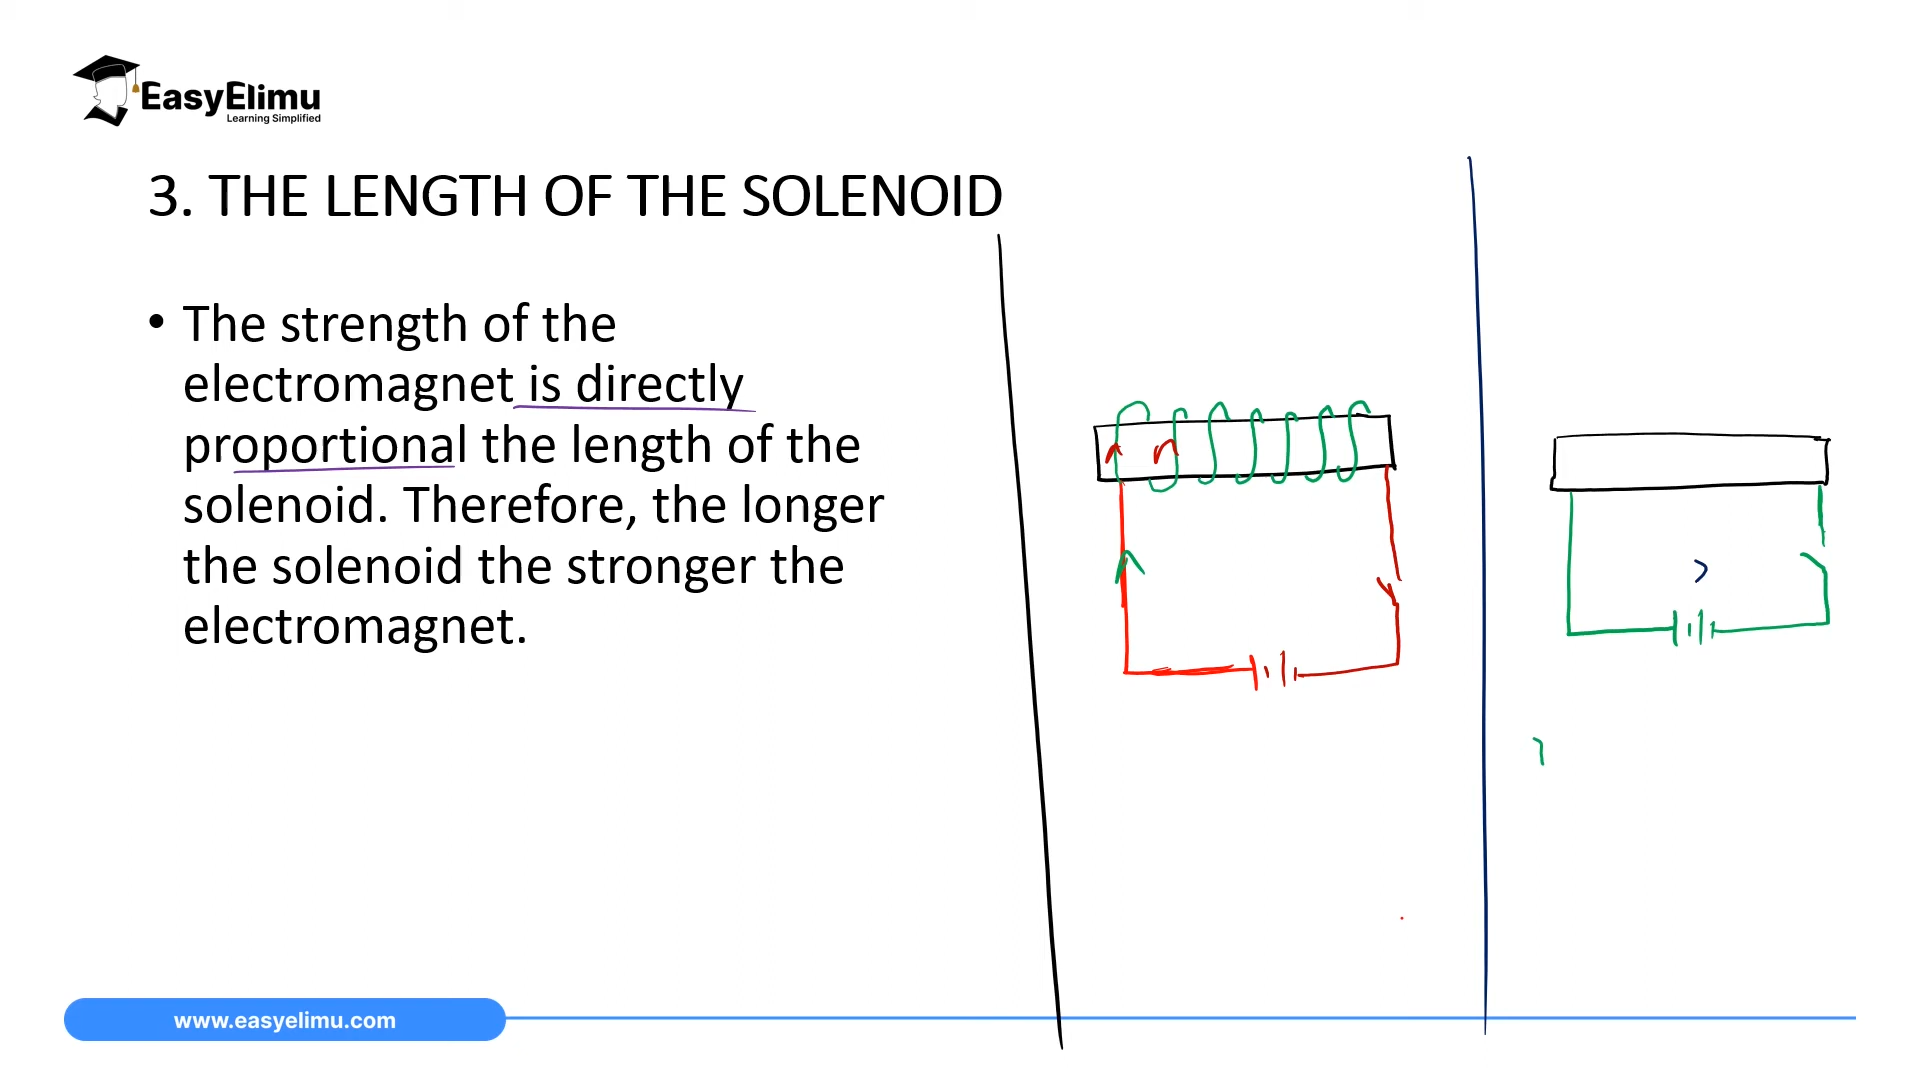 EasyElimu
Learning Simplified
3. THE LENGTH OF THE SOLENOID
• The strength of the
electromagnet is directly
proportional the length of the
solenoid. Therefore, the longer
the solenoid the stronger the
electromagnet.
www.easyelimu.com